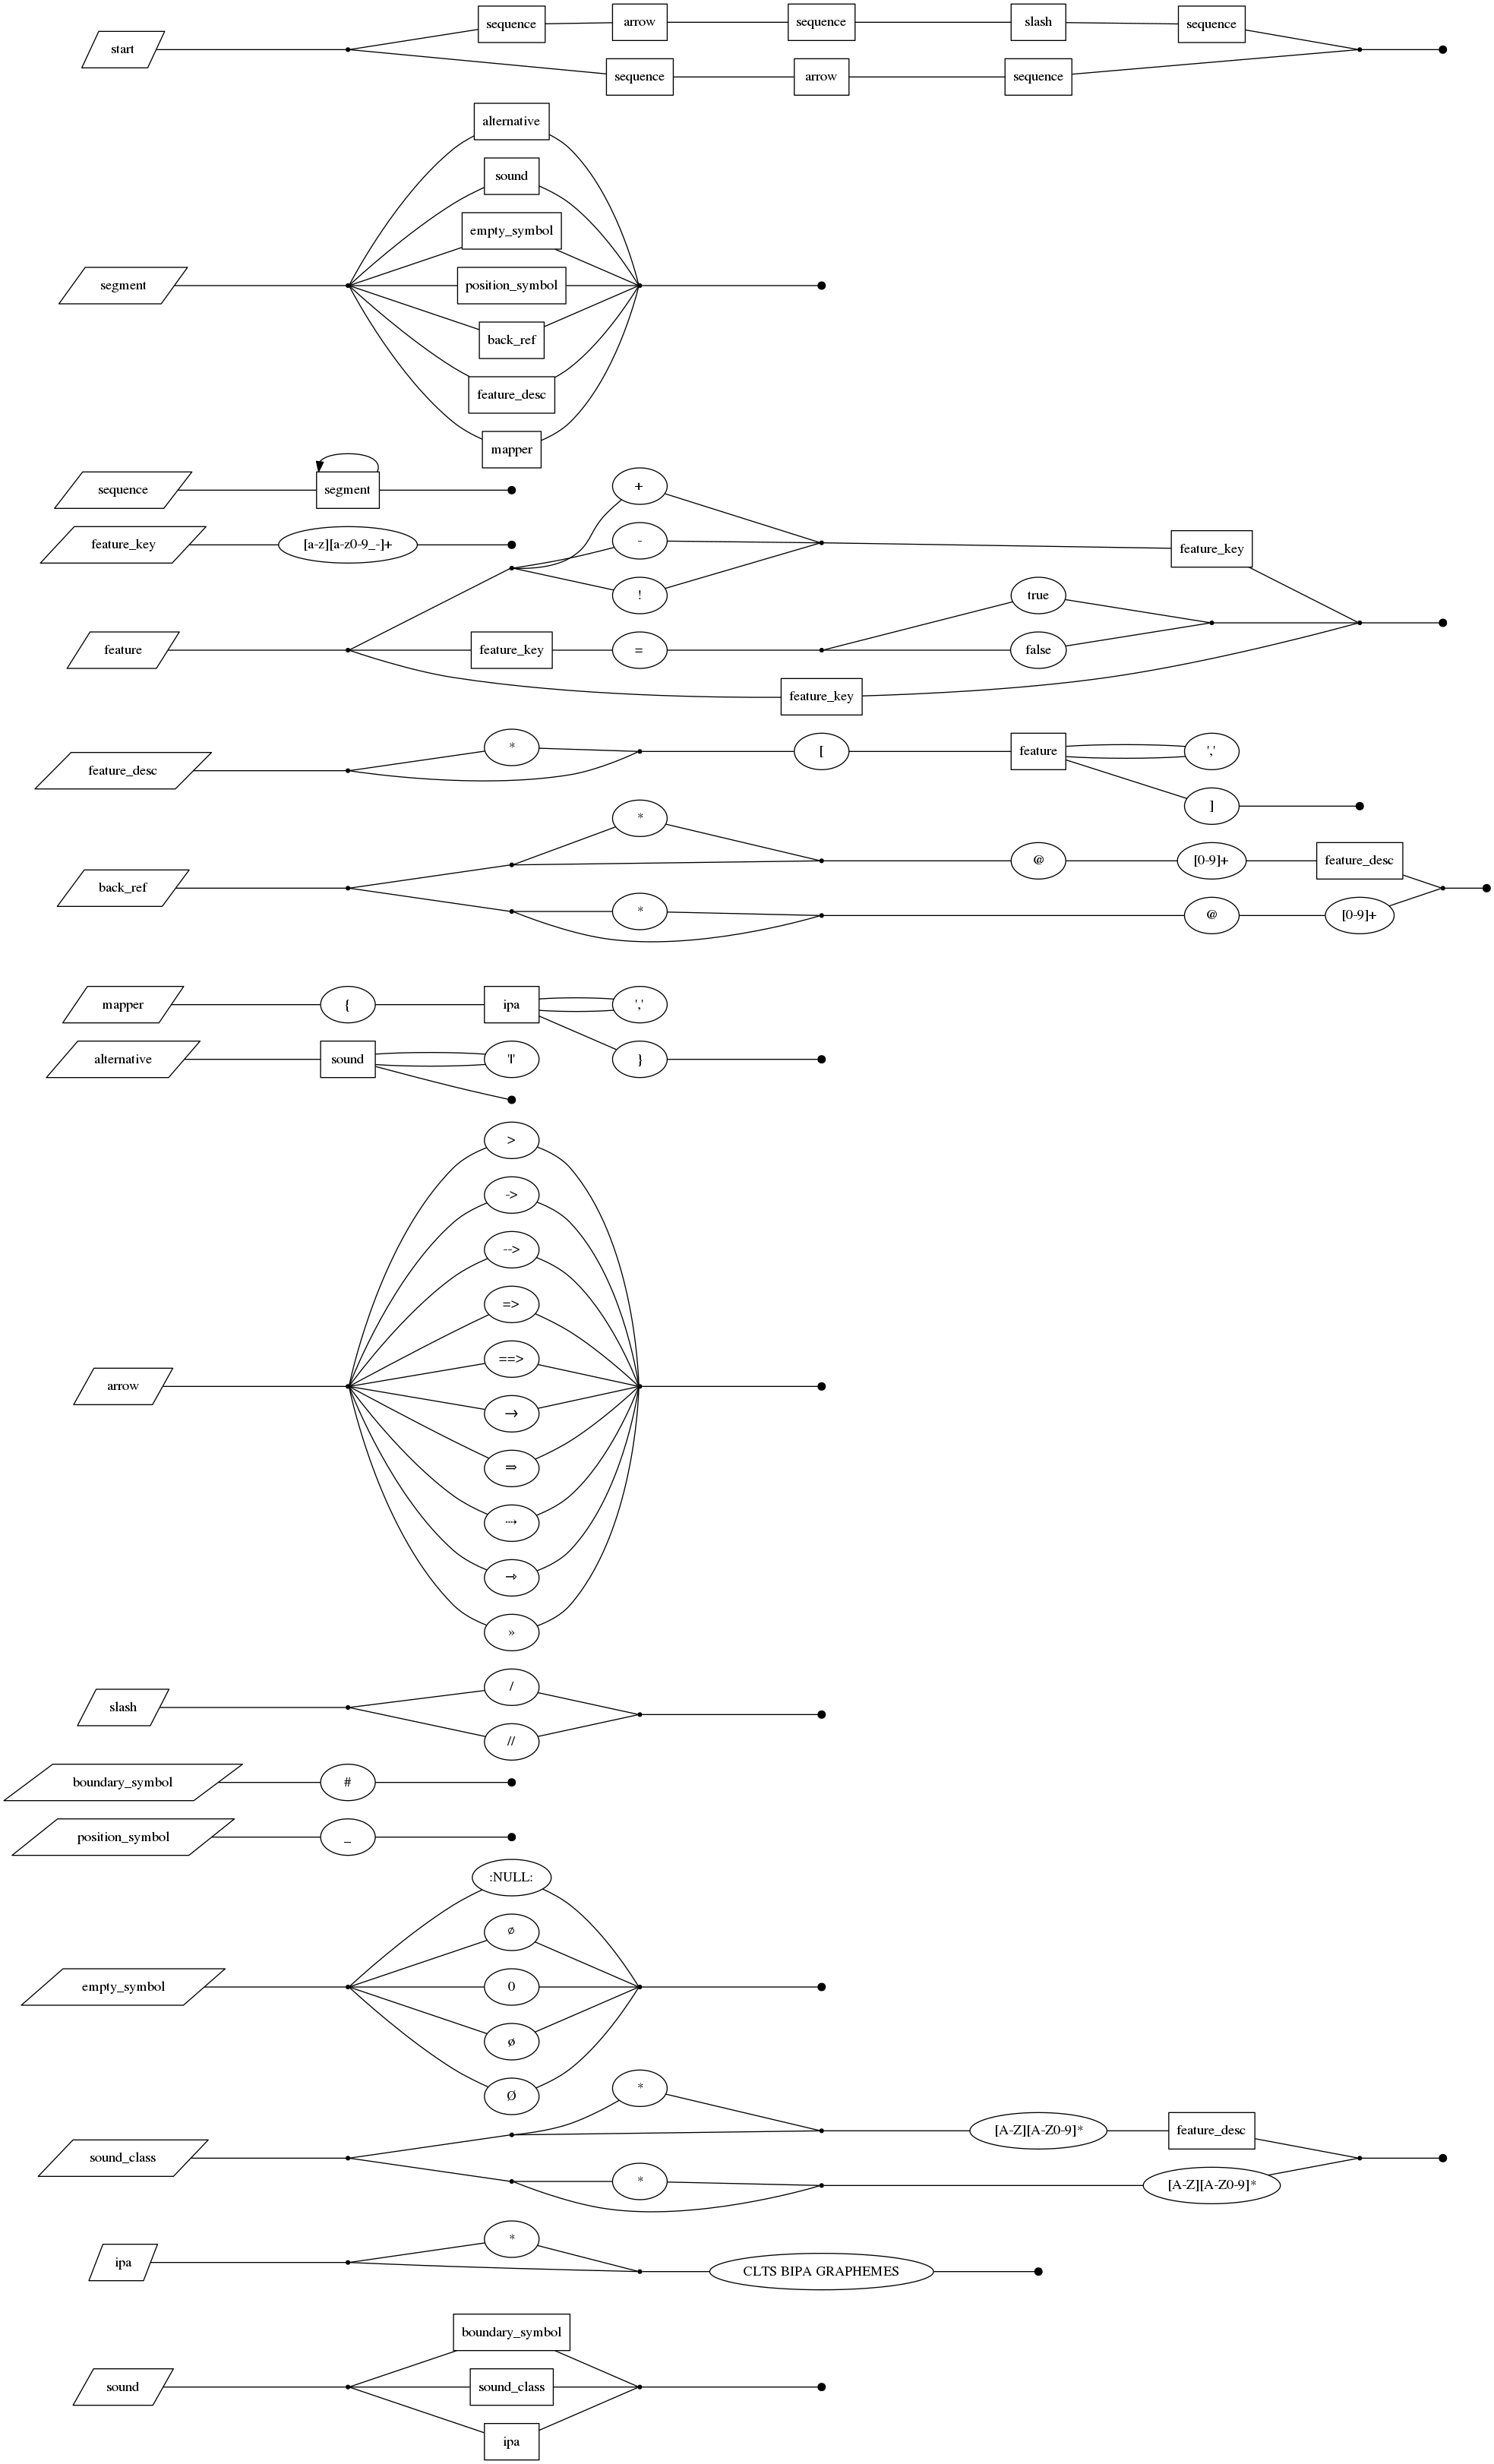 start sequence arrow sequence slash sequence
sequence arrow sequence
alternative
sound
empty_symbol
segment position_symbol
back_ref
feature_desc
mapper
sequence segment
feature_key [a-z][a-z0-9_-]+
+
-
!
feature_key
feature feature_key = true
false
feature_key
feature_desc * [ feature ','
]
back_ref * @ [0-9]+ feature_desc
* @ [0-9]+
mapper { ipa ','
}
alternative sound '|'
>
->
-->
=>
==>
arrow →
⇒
⤑
⇾
»
slash /
//
boundary_symbol #
position_symbol _
:NULL:
∅
empty_symbol 0
ø
Ø
sound_class * [A-Z][A-Z0-9]* feature_desc
* [A-Z][A-Z0-9]*
ipa * CLTS BIPA GRAPHEMES
boundary_symbol
sound sound_class
ipa